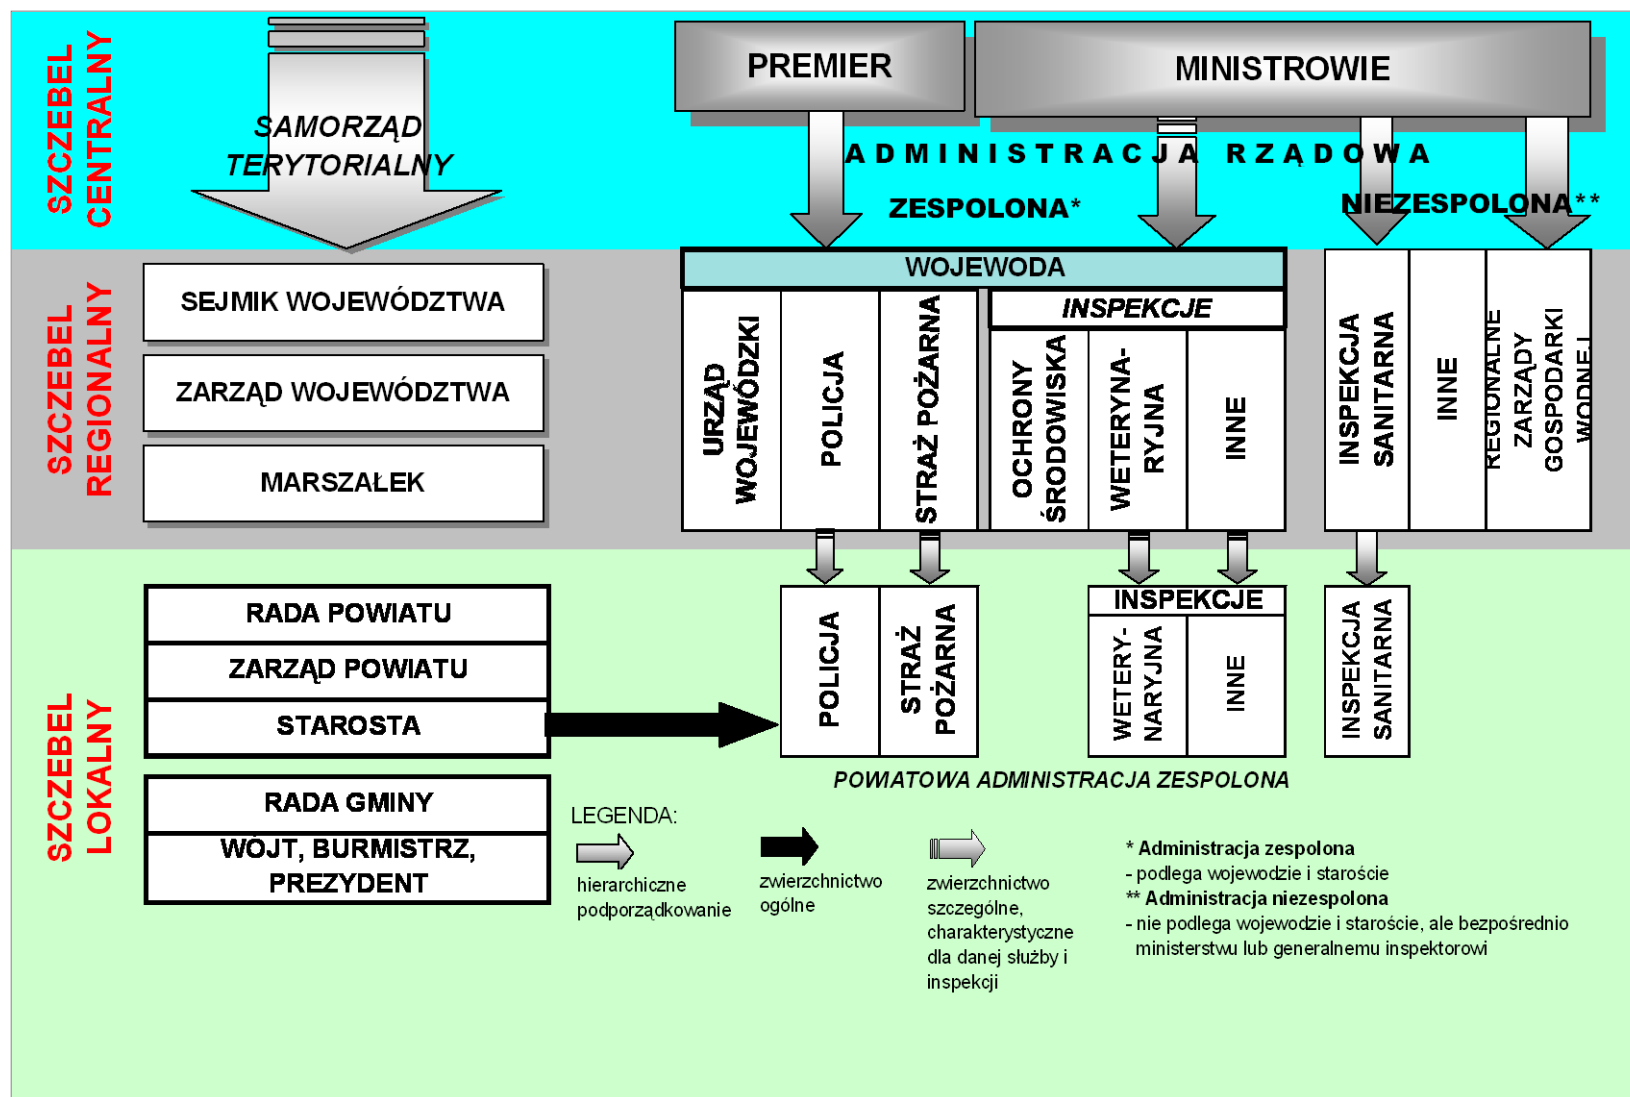 SZCZEBEL
CENTRALNY
SAMORZĄD
TERYTORIALNY
PREMIER
MINISTROWIE
ADMINISTRACJA RZĄDOWA
ZESPOLONA*
NIEZESPOLONA**
SZCZEBEL
REGIONALNY
SEJMIK WOJEWÓDZTWA
ZARZĄD WOJEWÓDZTWA
MARSZAŁEK
WOJEWODA
URZĄD
WOJEWÓDZKI
POLICJA
STRAŻ POŻARNA
INSPEKCJE
OCHRONY
ŚRODOWISKA
WETERYNA-
RYJNA
INNE
INSPEKCJA
SANITARNA
INNE
REGIONALNE
ZARZĄDY
GOSPODARKI
WODNEJ
SZCZEBEL
LOKALNY
RADA POWIATU
ZARZĄD POWIATU
STAROSTA
RADA GMINY
WÓJT, BURMISTRZ,
PREZYDENT
POLICJA
STRAŻ
POŻARNA
INSPEKCJE
WETERY-
NARYJNA
INNE
INSPEKCJA
SANITARNA
POWIATOWA ADMINISTRACJA ZESPOLONA
LEGENDA:
hierarchiczne
podporządkowanie
zwierzchnictwo
ogólne
zwierzchnictwo
szczególne,
charakterystyczne
dla danej służby i
inspekcji
* Administracja zespolona
- podlega wojewodzie i staroście
** Administracja niezespolona
- nie podlega wojewodzie i staroście, ale bezpośrednio
ministerstwu lub generalnemu inspektorowi